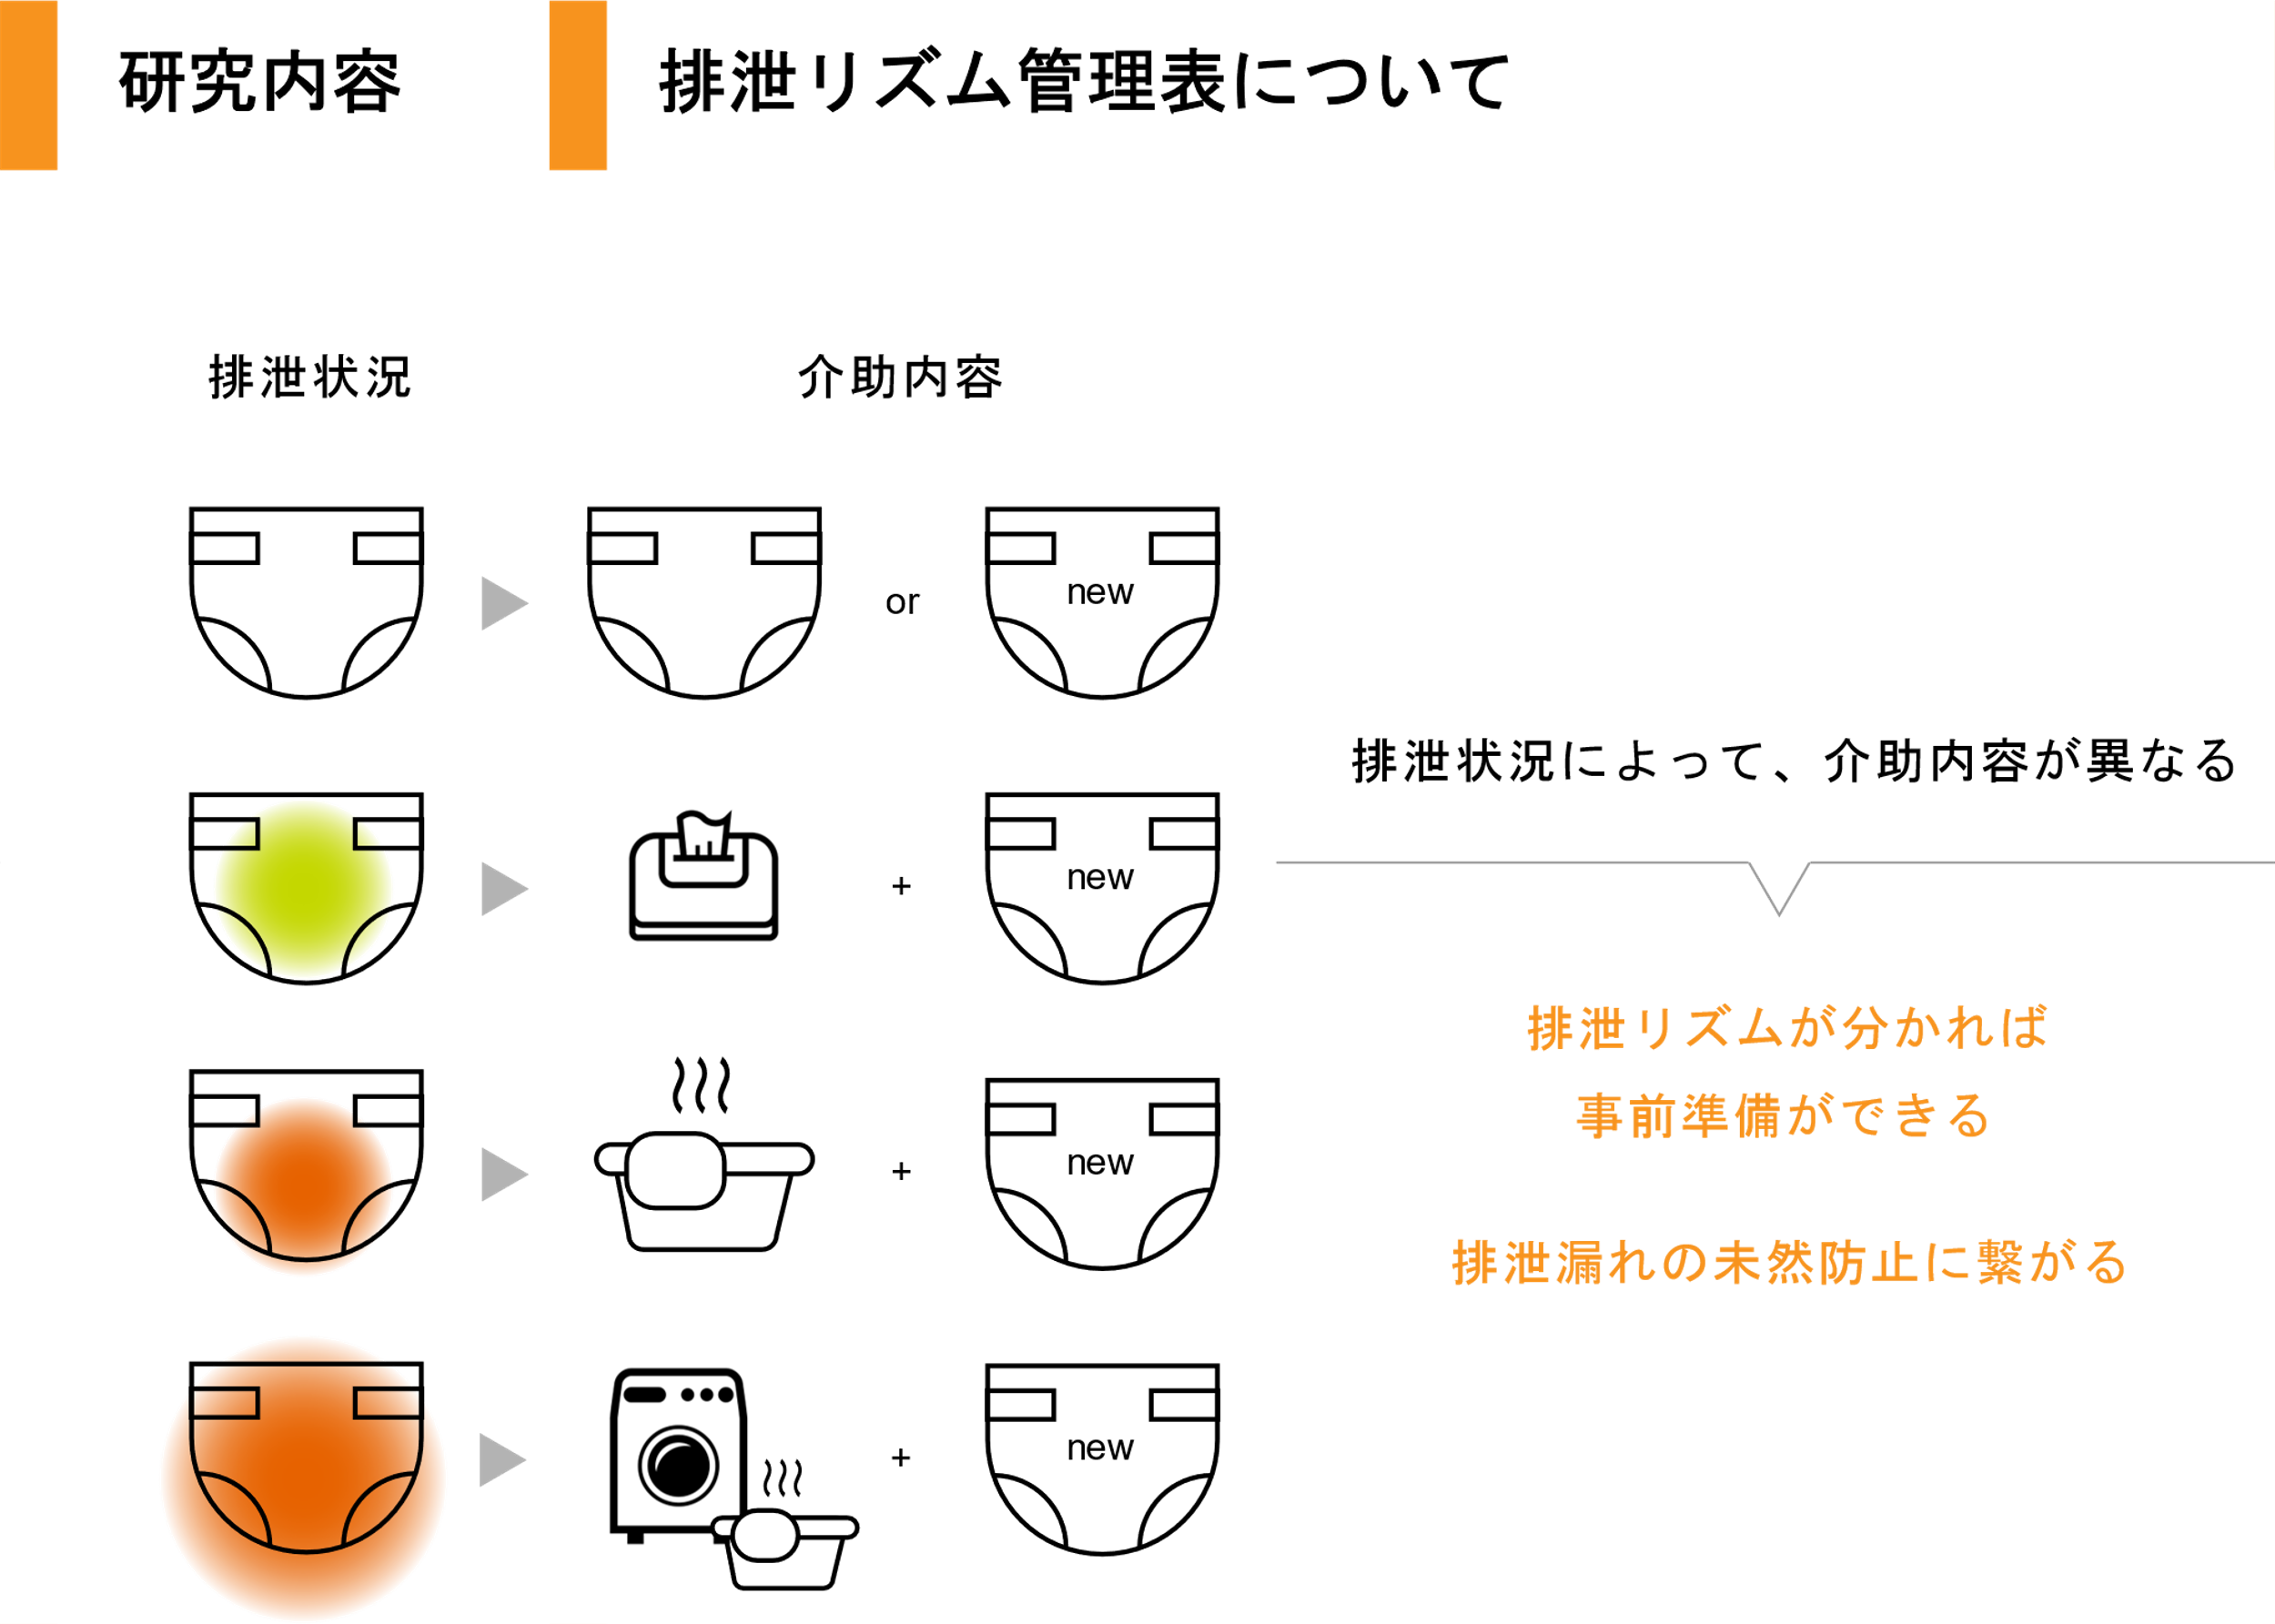 研究内容
排泄リズム管理表について
排泄状況
介助内容
or
new
+
new
+
new
+
new
排泄状況によって、介助内容が異なる
排泄リズムが分かれば
事前準備ができる
排泄漏れの未然防止に繋がる